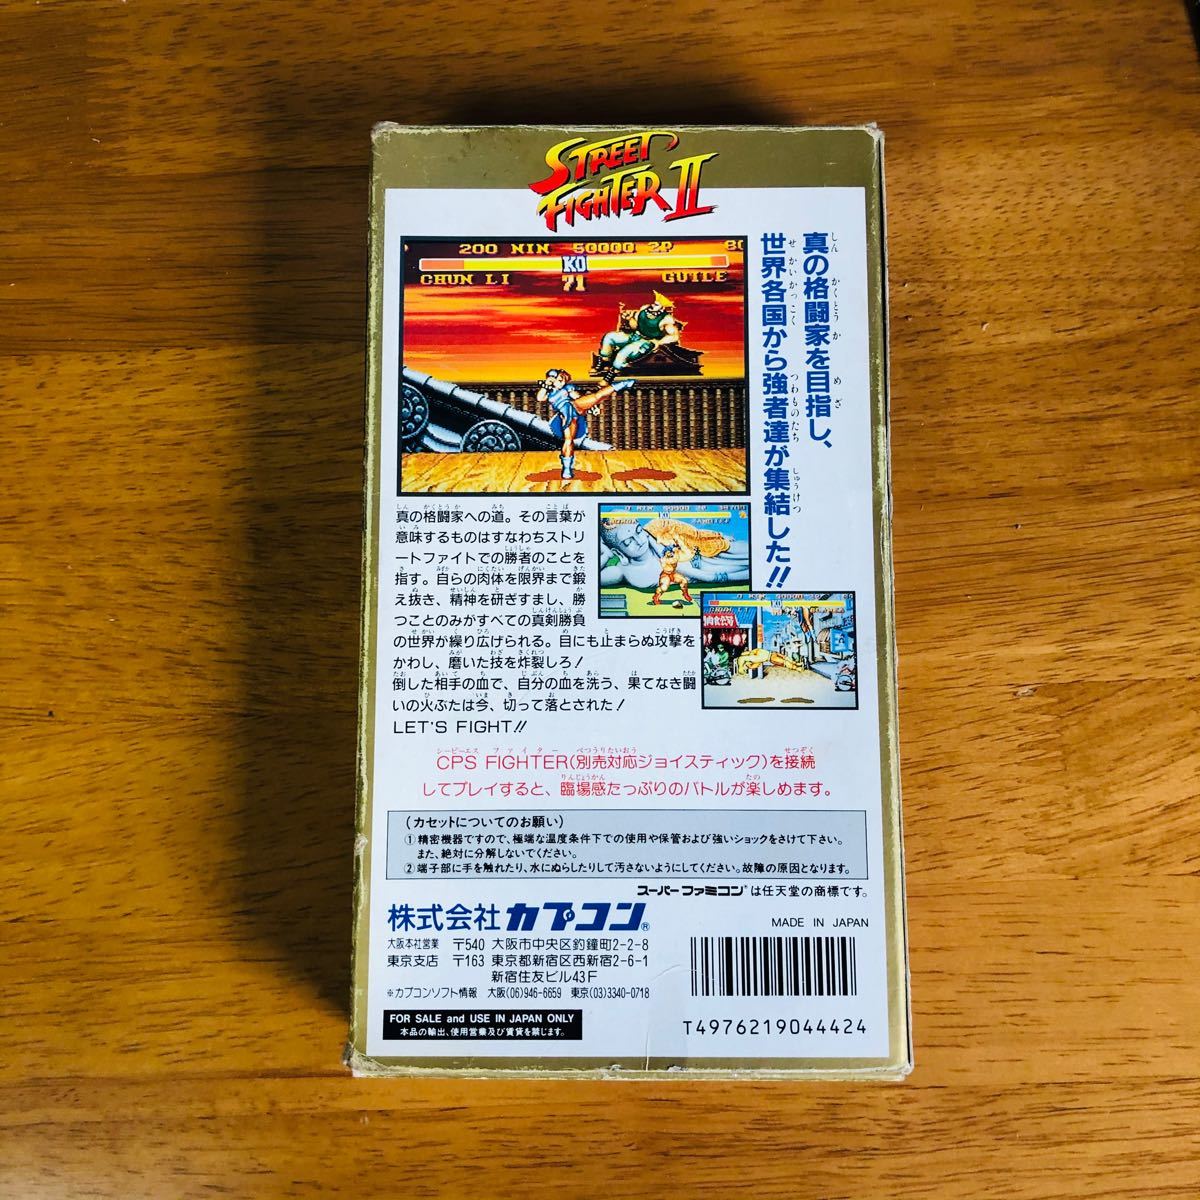 STREET
FIGHTER II
真の格闘家を目指し、
世界各国から強者達が集結した!!
200 NIN 50000 2P
KO
CHUN LI 71 GUILE
真の格闘家への道。その言葉が
意味するものはすなわちストリ
ートファイトでの勝者のことを
指す。自らの肉体を限界まで鍛
え抜き、精神を研ぎすまし、勝
つことのみがすべての真剣勝負
の世界が繰り広げられる。目にも止まらぬ攻撃を
かわし、磨いた技を炸裂しろ!
倒した相手の血で、自分の血を洗う、果てなき闘
いの火ぶたは今、切って落とされた!
LET'S FIGHT!!
CPS FIGHTER(別売対応ジョイスティック)を接続
してプレイすると、臨場感たっぷりのバトルが楽しめます。
(カセットについてのお願い)
①精密機器ですので、極端な温度条件下での使用や保管および強いショックをさけて下さい。
また、絶対に分解しないでください。
②端子部に手を触れたり、水にぬらしたりして汚さないようにしてください。故障の原因となります。
スーパーファミコン®は任天堂の商標です。
株式会社カプコン®
MADE IN JAPAN
大阪本社営業 〒540 大阪市中央区釣鐘町2-2-8
東京支店 〒163 東京都新宿区西新宿2-6-1
新宿住友ビル43F
※カプコンソフト情報 大阪(06)946-6659 東京(03)3340-0718
FOR SALE and USE IN JAPAN ONLY
本品の輸出、使用営業及び賃貸を禁じます。
T4976219044424